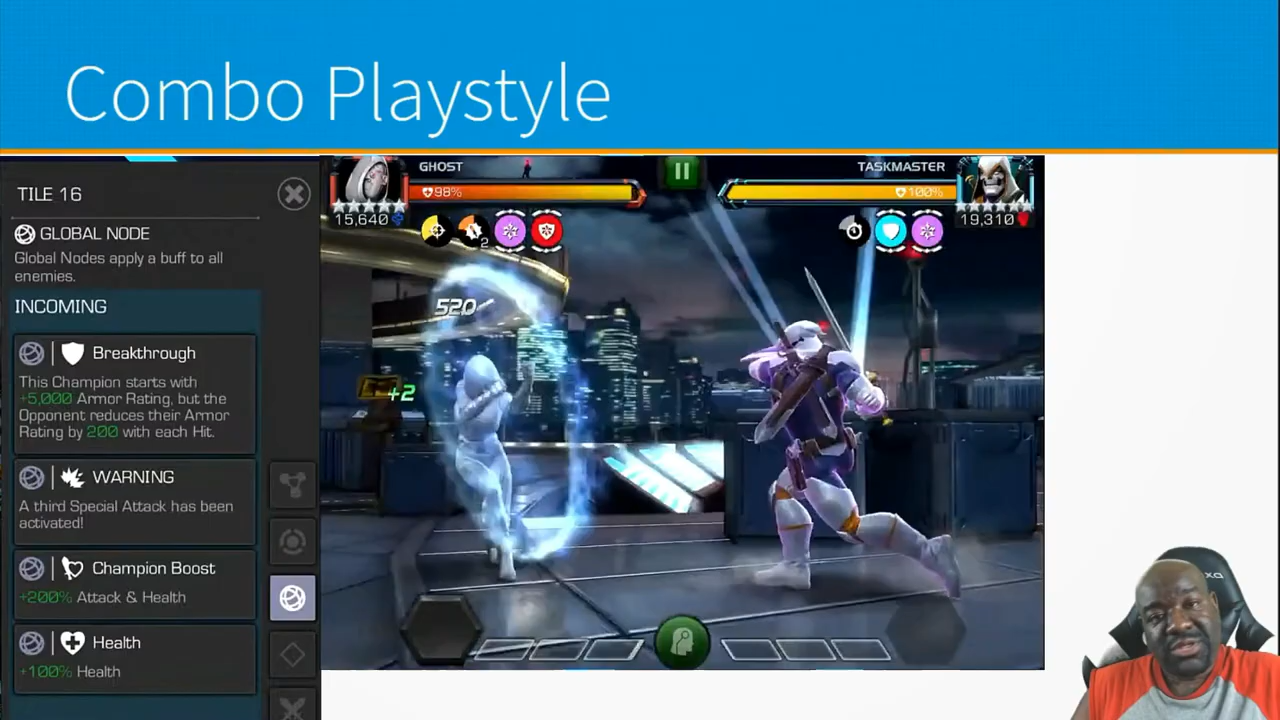 Combo Playstyle
TILE 16
GLOBAL NODE
Global Nodes apply a buff to all
enemies.
INCOMING
Breakthrough
This Champion starts with
+5,000 Armor Rating, but the
Opponent reduces their Armor
Rating by 200 with each Hit.
WARNING
A third Special Attack has been
activated!
Champion Boost
+200% Attack & Health
Health
+100% Health
GHOST
98%
15,640
2
TASKMASTER
100%
19,310
520
+2